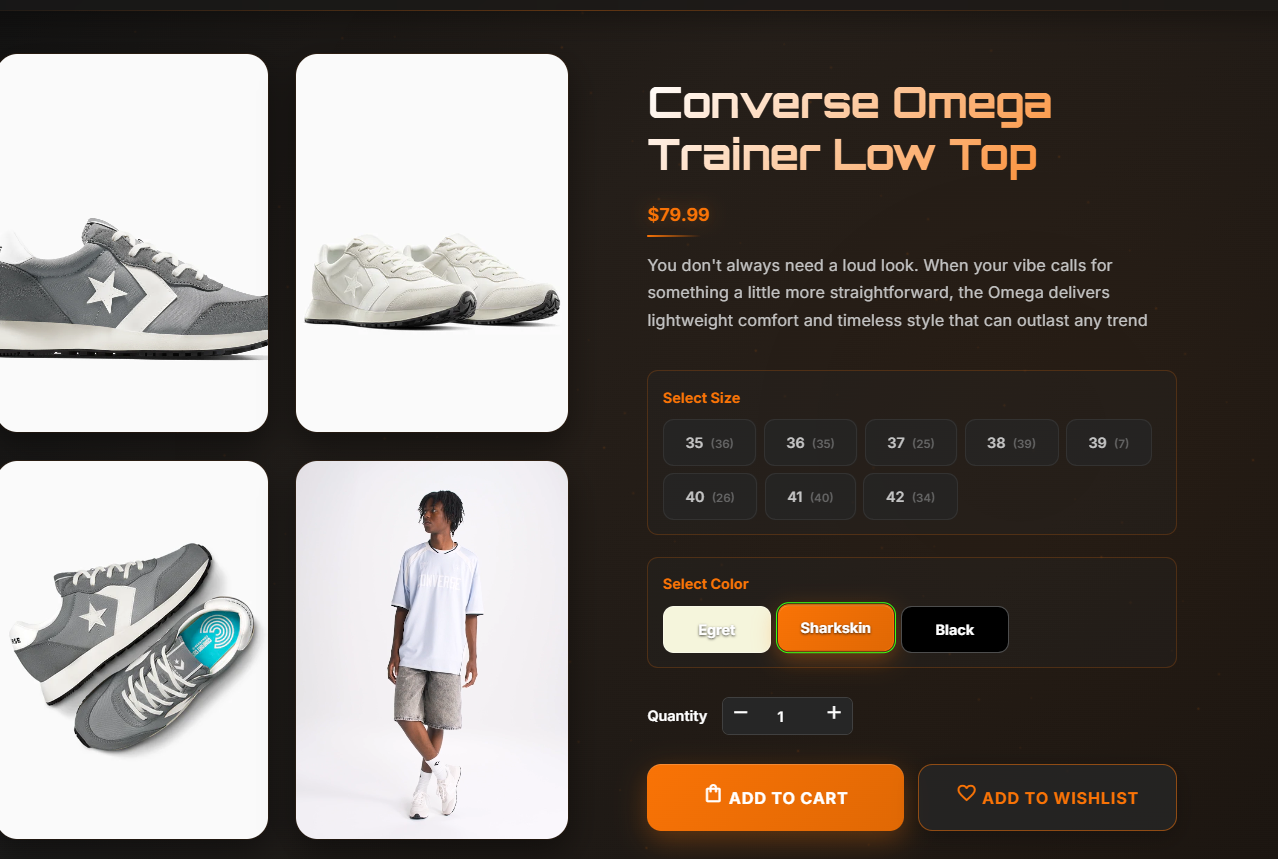 Converse Omega
Trainer Low Top
$79.99
You don't always need a loud look. When your vibe calls for
something a little more straightforward, the Omega delivers
lightweight comfort and timeless style that can outlast any trend
Select Size
35 (36) 36 (35) 37 (25) 38 (39) 39 (7)
40 (26) 41 (40) 42 (34)
Select Color
Egret Sharkskin Black
Quantity − 1 +
ADD TO CART ADD TO WISHLIST